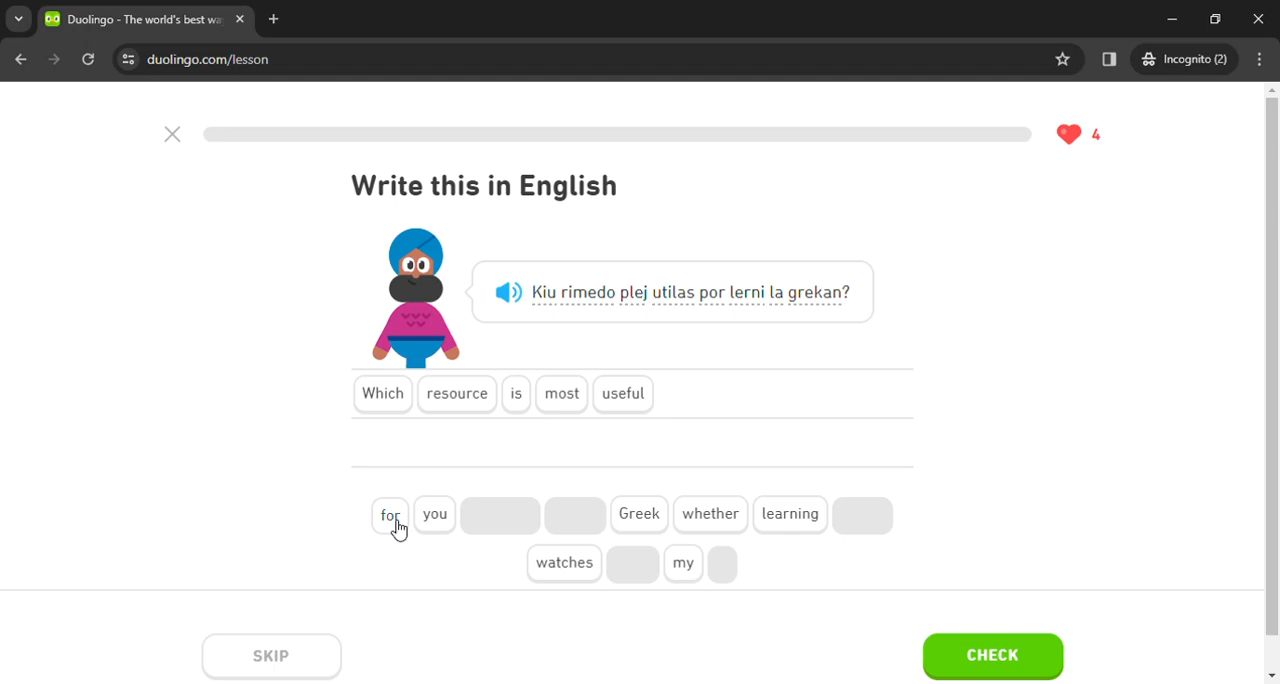 Duolingo - The world's best wa
duolingo.com/lesson
Incognito (2)
4
Write this in English
Kiu rimedo plej utilas por lerni la grekan?
Which resource is most useful
for you Greek whether learning
watches my
SKIP
CHECK